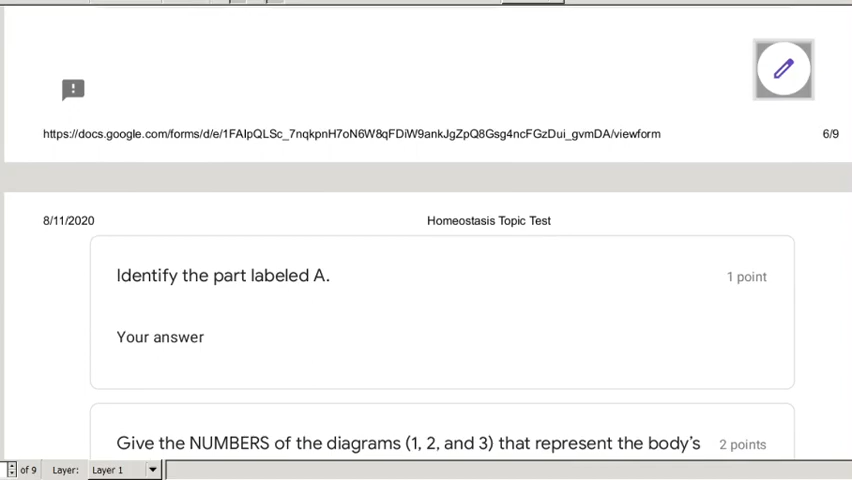 https://docs.google.com/forms/d/e/1FAIpQLSc_7nqkpnH7oN6W8qFDiW9ankJgZpQ8Gsg4ncFGzDui_gvmDA/viewform 6/9
8/11/2020 Homeostasis Topic Test
Identify the part labeled A. 1 point
Your answer
Give the NUMBERS of the diagrams (1, 2, and 3) that represent the body’s 2 points
of 9 Layer: Layer 1